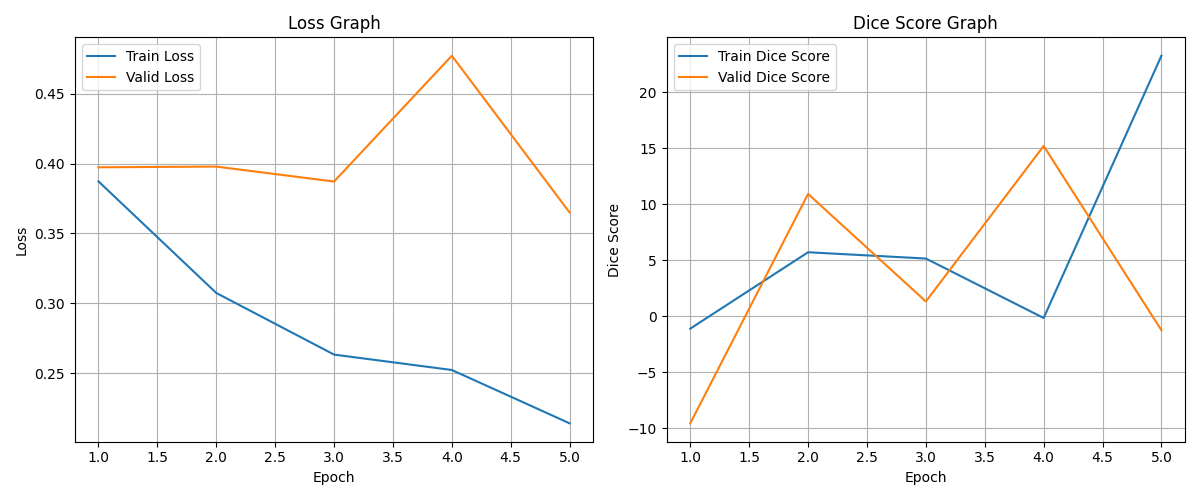 Loss Graph
Train Loss
Valid Loss
0.45
0.40
0.35
0.30
0.25
Loss
1.0 1.5 2.0 2.5 3.0 3.5 4.0 4.5 5.0
Epoch
Dice Score Graph
Train Dice Score
Valid Dice Score
20
15
10
5
0
−5
−10
Dice Score
1.0 1.5 2.0 2.5 3.0 3.5 4.0 4.5 5.0
Epoch